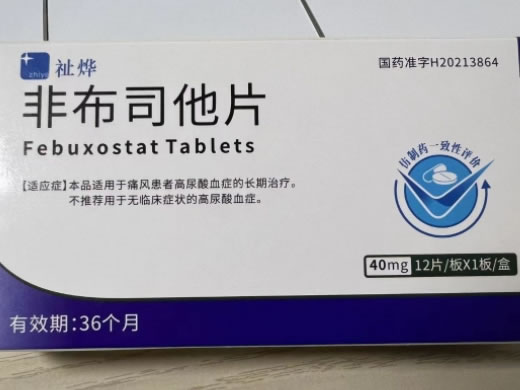 zhiye 祉烨
国药准字H20213864
非布司他片
Febuxostat Tablets
仿制药一致性评价
【适应症】本品适用于痛风患者高尿酸血症的长期治疗。
不推荐用于无临床症状的高尿酸血症。
40mg 12片/板X1板/盒
有效期:36个月